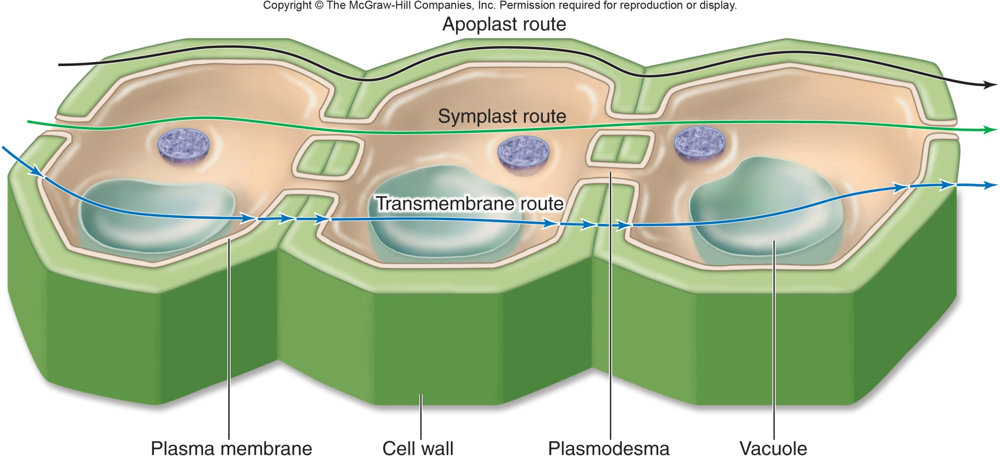 Copyright © The McGraw-Hill Companies, Inc. Permission required for reproduction or display.
Apoplast route
Symplast route
Transmembrane route
Plasma membrane
Cell wall
Plasmodesma
Vacuole